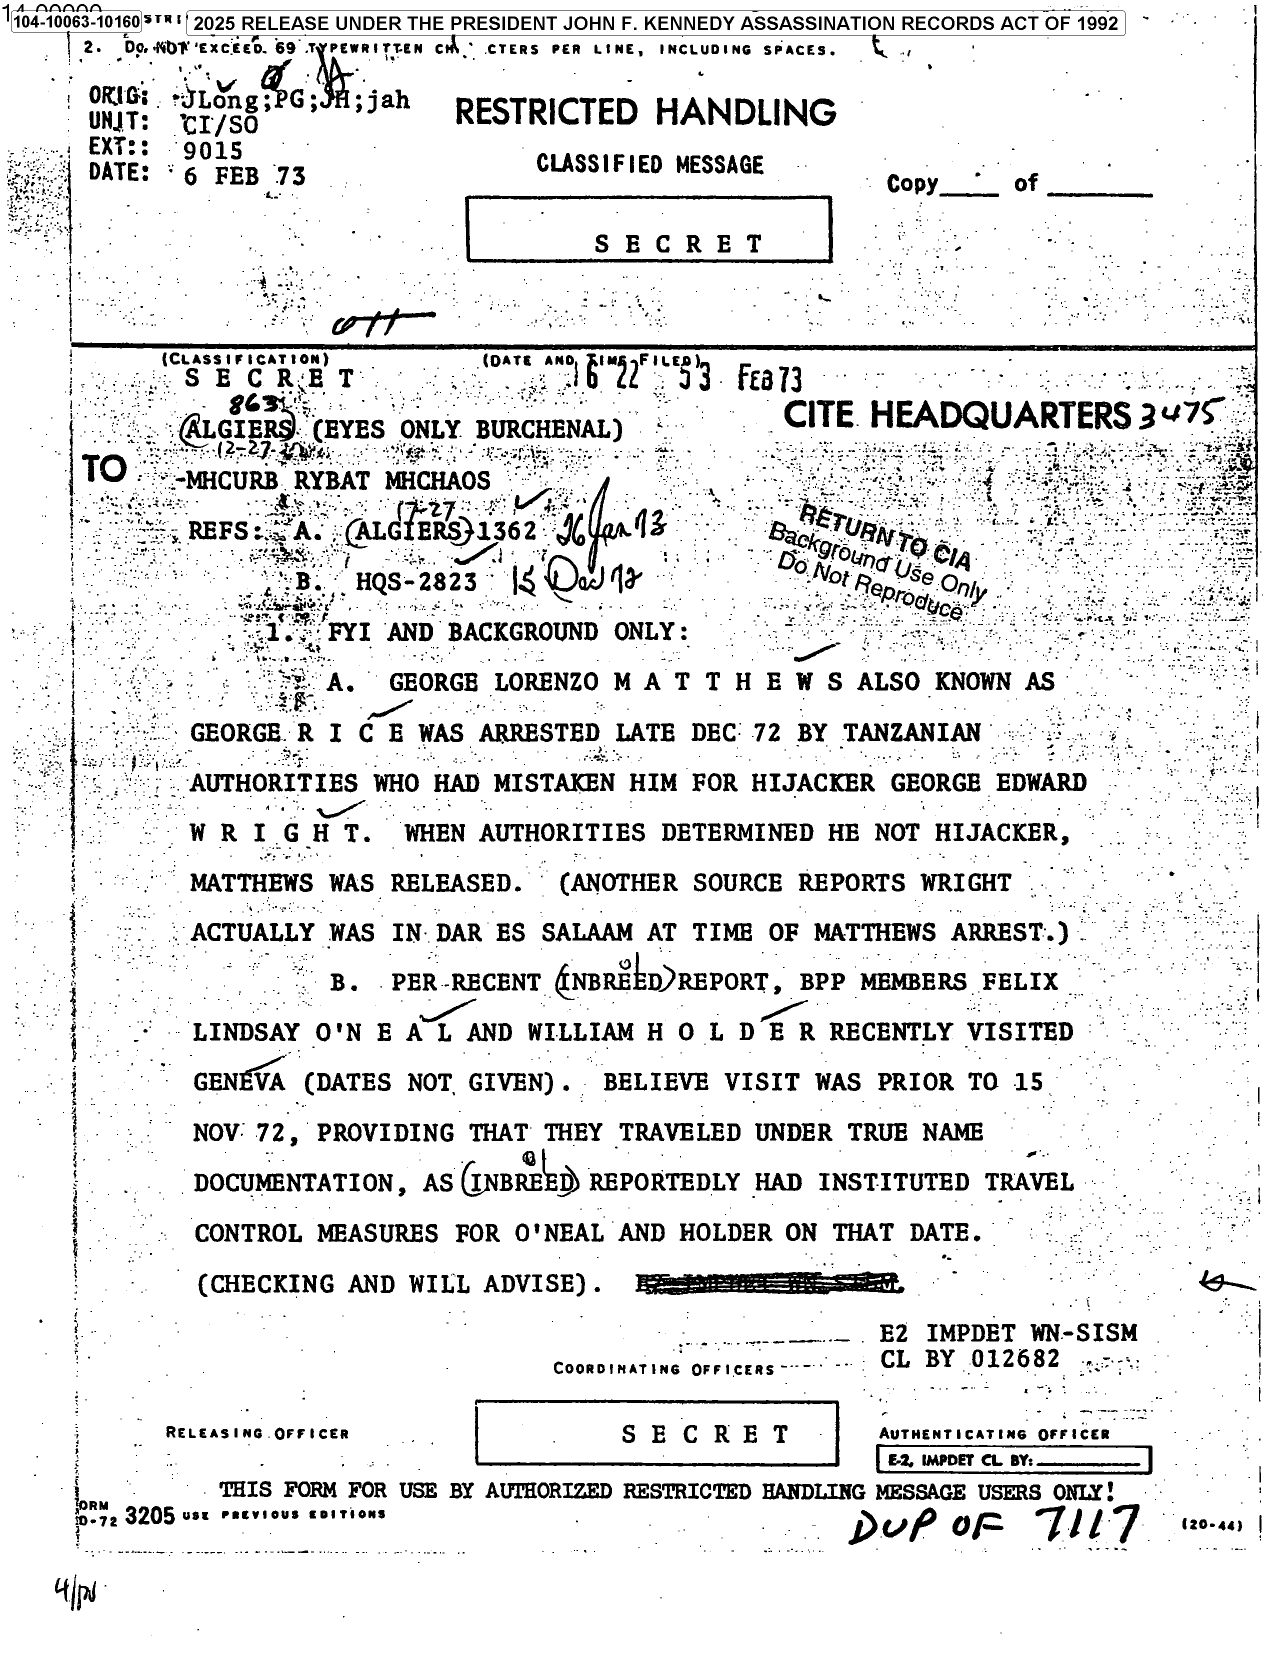 104-10063-10160
2025 RELEASE UNDER THE PRESIDENT JOHN F. KENNEDY ASSASSINATION RECORDS ACT OF 1992
2. DO NOT EXCEED 69 TYPEWRITTEN CTERS PER LINE, INCLUDING SPACES.
ORIG: JLong;PG;JH;jah
UNIT: CI/SO
EXT:: 9015
DATE: 6 FEB 73
RESTRICTED HANDLING
CLASSIFIED MESSAGE
Copy of
S E C R E T
(CLASSIFICATION) (DATE AND TIME FILED)
S E C R E T 16 22 53 FEB 73
863
ALGIERS (EYES ONLY BURCHENAL) CITE HEADQUARTERS 3475
12-27
TO -MHCURB RYBAT MHCHAOS
REFS: A. (ALGIERS) 1362 26 Jan 73
B. HQS-2823 15 Dec 72
RETURN TO CIA
Background Use Only
Do Not Reproduce
1. FYI AND BACKGROUND ONLY:
A. GEORGE LORENZO M A T T H E W S ALSO KNOWN AS
GEORGE R I C E WAS ARRESTED LATE DEC 72 BY TANZANIAN
AUTHORITIES WHO HAD MISTAKEN HIM FOR HIJACKER GEORGE EDWARD
W R I G H T. WHEN AUTHORITIES DETERMINED HE NOT HIJACKER,
MATTHEWS WAS RELEASED. (ANOTHER SOURCE REPORTS WRIGHT
ACTUALLY WAS IN DAR ES SALAAM AT TIME OF MATTHEWS ARREST.)
B. PER RECENT (INBREED) REPORT, BPP MEMBERS FELIX
LINDSAY O'N E A L AND WILLIAM H O L D E R RECENTLY VISITED
GENEVA (DATES NOT GIVEN). BELIEVE VISIT WAS PRIOR TO 15
NOV 72, PROVIDING THAT THEY TRAVELED UNDER TRUE NAME
DOCUMENTATION, AS (INBREED) REPORTEDLY HAD INSTITUTED TRAVEL
CONTROL MEASURES FOR O'NEAL AND HOLDER ON THAT DATE.
(CHECKING AND WILL ADVISE).
E2 IMPDET WN-SISM
CL BY 012682
COORDINATING OFFICERS
RELEASING OFFICER
S E C R E T
AUTHENTICATING OFFICER
E-2, IMPDET CL BY:
THIS FORM FOR USE BY AUTHORIZED RESTRICTED HANDLING MESSAGE USERS ONLY!
3205 USE PREVIOUS EDITIONS
DUP OF 7117
(20-44)